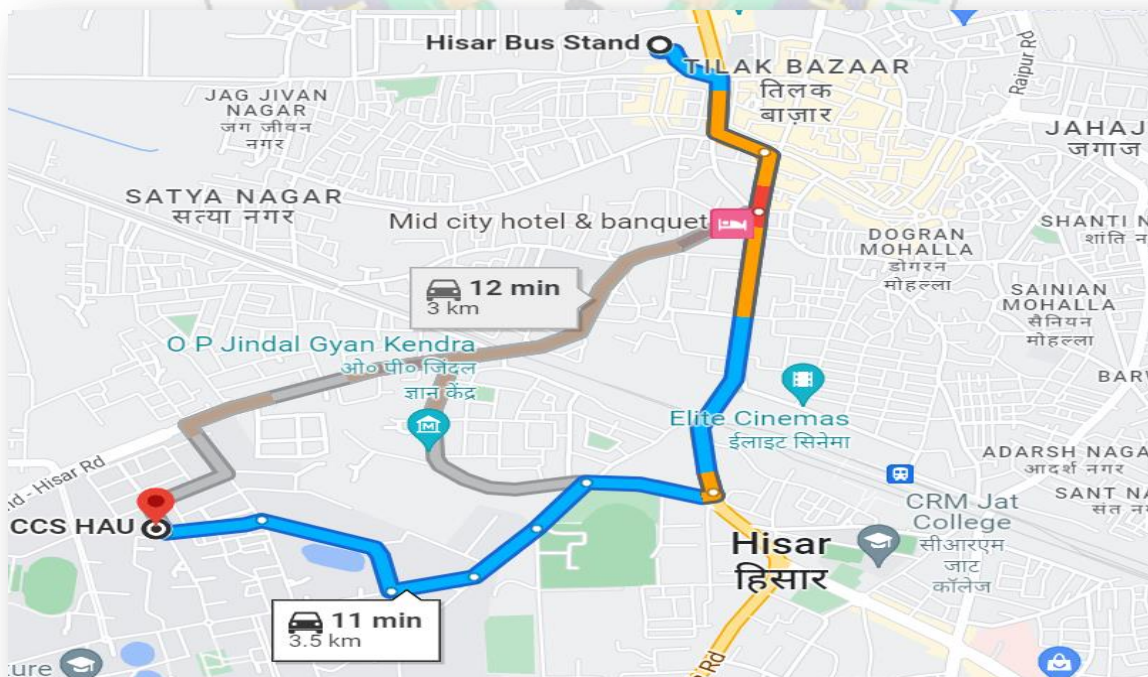 Hisar Bus Stand
TILAK BAZAAR
तिलक
बाज़ार
Raipur Rd
JAG JIVAN
NAGAR
जग जीवन
नगर
JAHAJ
जगाज
SATYA NAGAR
सत्या नगर
Mid city hotel & banquet
SHANTI N
शांति न
DOGRAN
MOHALLA
डोगरन
मोहल्ला
12 min
3 km
SAINIAN
MOHALLA
सैनियन
मोहल्ला
O P Jindal Gyan Kendra
ओ० पी० जिंदल
ज्ञान केंद्र
BARW
Elite Cinemas
ईलाइट सिनेमा
ADARSH NAGA
आदर्श नगर
nd - Hisar Rd
SANT NA
संत नग
CCS HAU
CRM Jat
College
सीआरएम
जाट
कॉलेज
Hisar
हिसार
11 min
3.5 km
ture
Rd